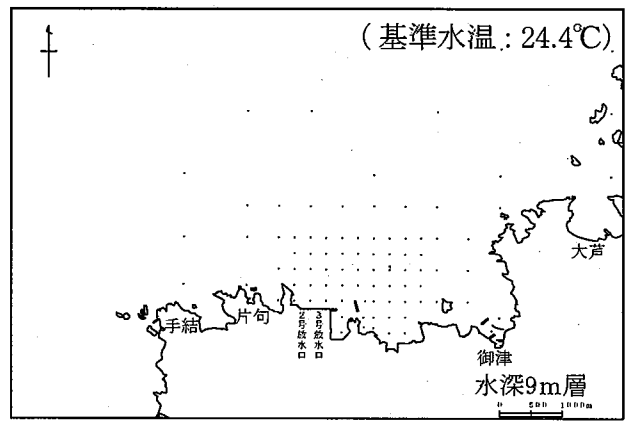 (基準水温:24.4℃)
大芦
手結
片句
2号放水口
3号放水口
御津
水深9m層
0 500 1000m